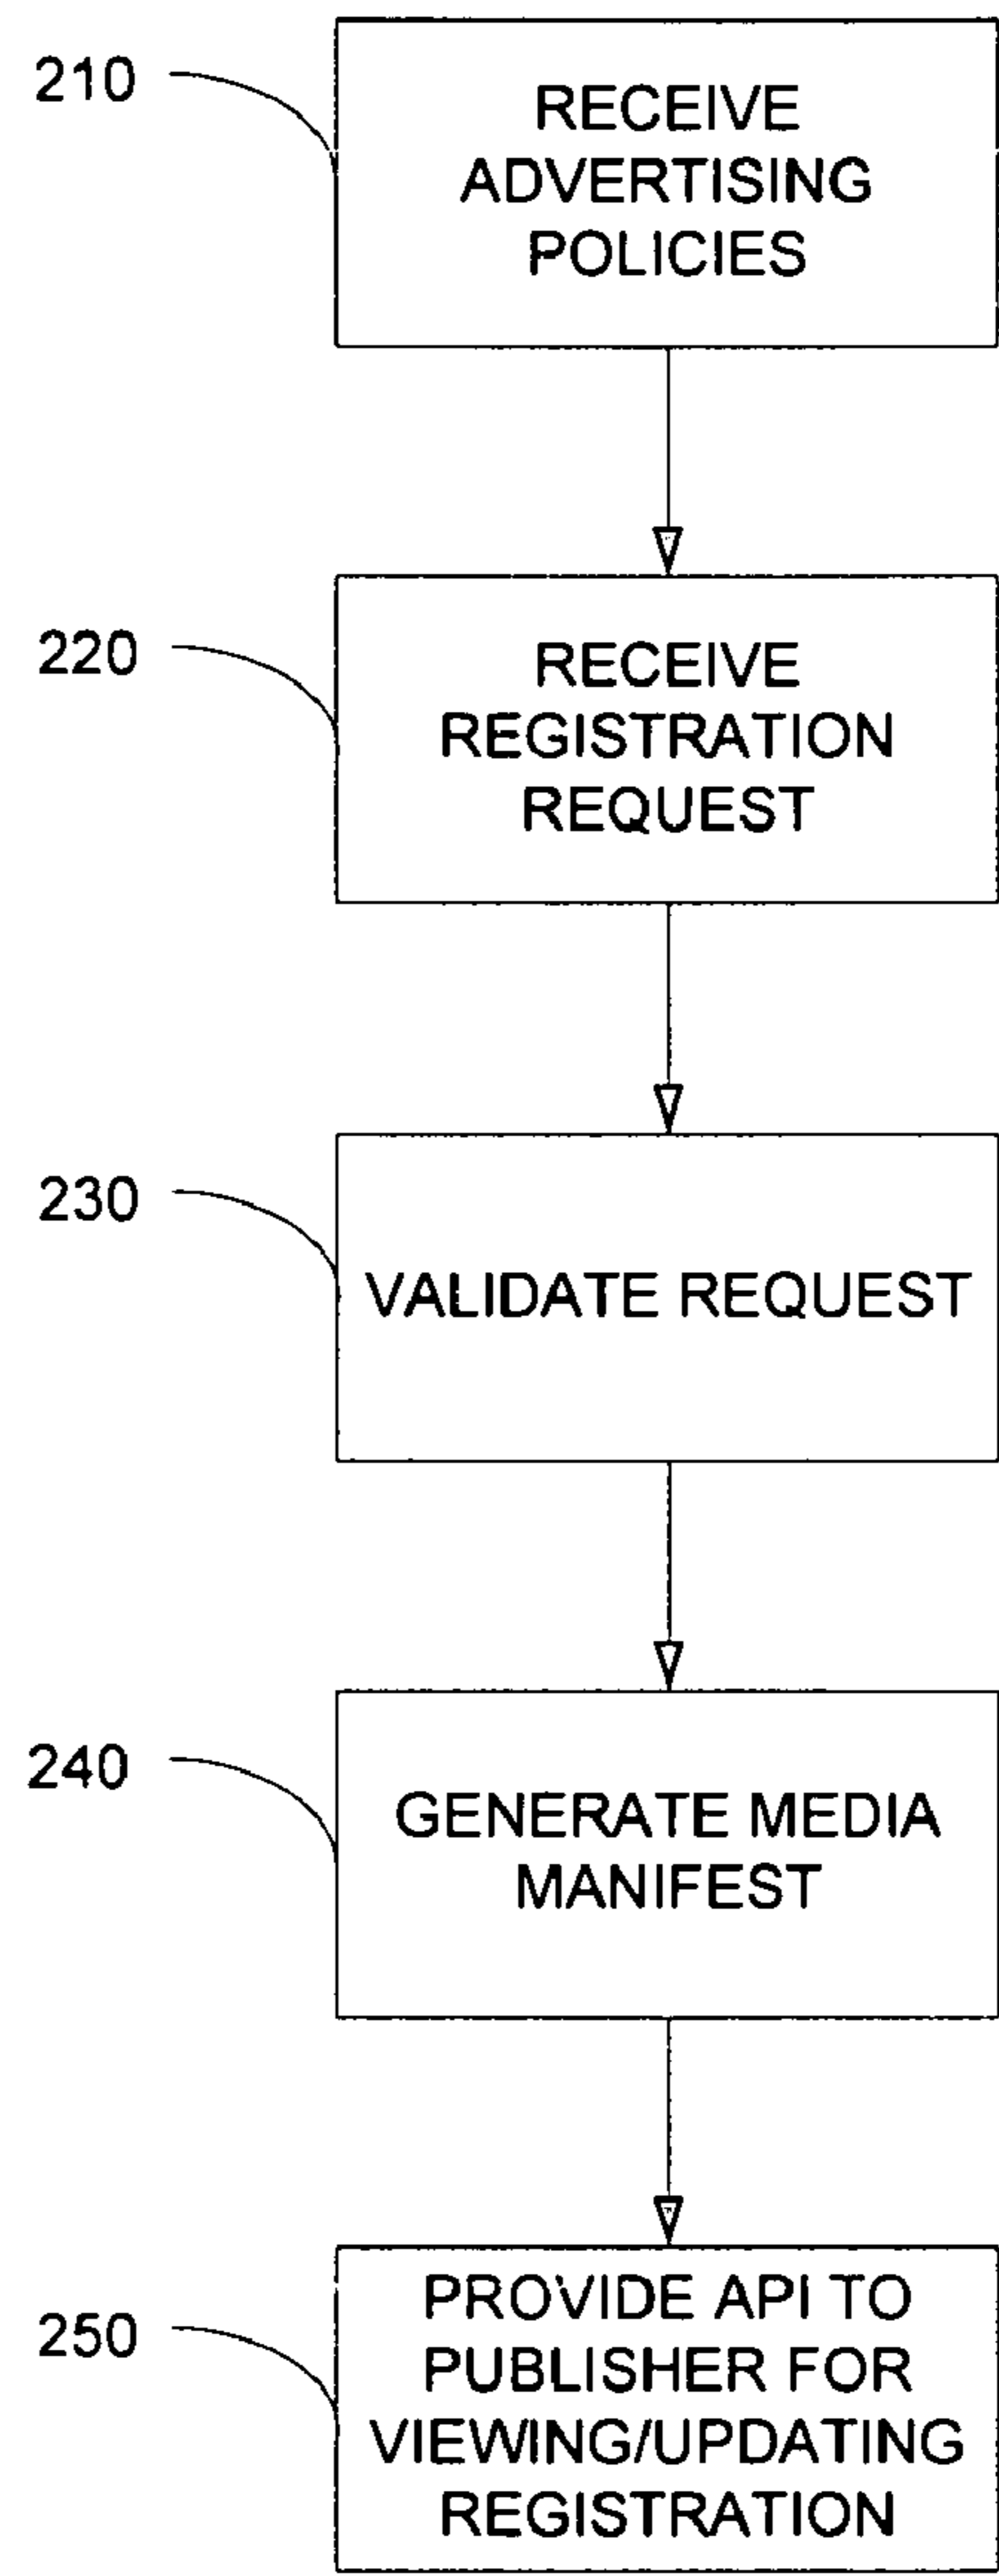 210
RECEIVE
ADVERTISING
POLICIES
220
RECEIVE
REGISTRATION
REQUEST
230
VALIDATE REQUEST
240
GENERATE MEDIA
MANIFEST
250
PROVIDE API TO
PUBLISHER FOR
VIEWING/UPDATING
REGISTRATION